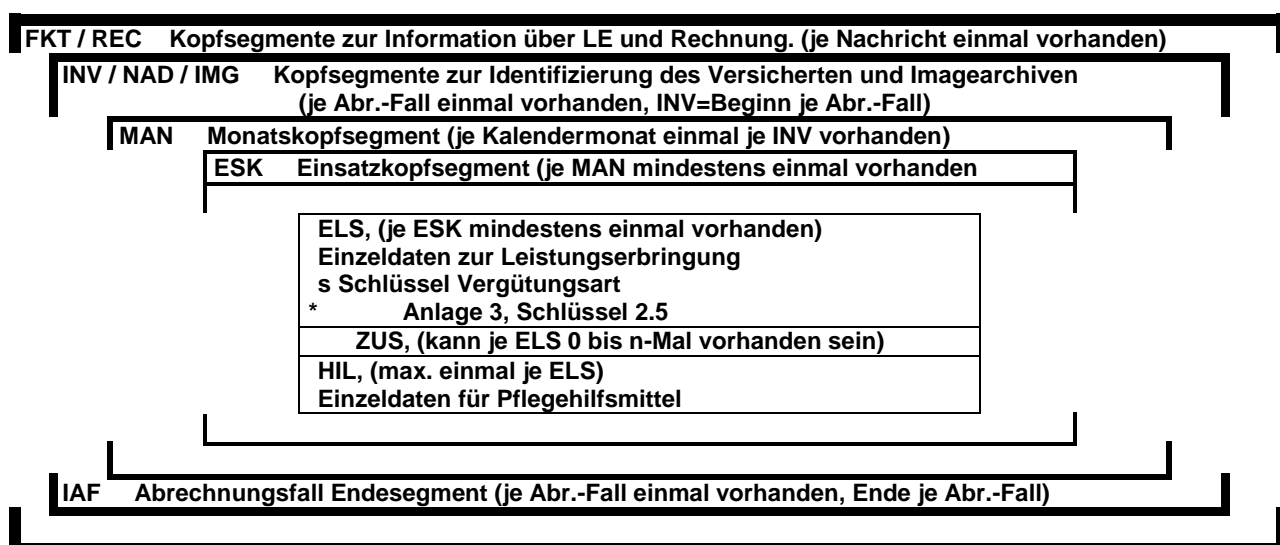 FKT / REC Kopfsegmente zur Information über LE und Rechnung. (je Nachricht einmal vorhanden)
INV / NAD / IMG Kopfsegmente zur Identifizierung des Versicherten und Imagearchiven
(je Abr.-Fall einmal vorhanden, INV=Beginn je Abr.-Fall)
MAN Monatskopfsegment (je Kalendermonat einmal je INV vorhanden)
ESK Einsatzkopfsegment (je MAN mindestens einmal vorhanden
ELS, (je ESK mindestens einmal vorhanden)
Einzeldaten zur Leistungserbringung
s Schlüssel Vergütungsart
* Anlage 3, Schlüssel 2.5
ZUS, (kann je ELS 0 bis n-Mal vorhanden sein)
HIL, (max. einmal je ELS)
Einzeldaten für Pflegehilfsmittel
IAF Abrechnungsfall Endesegment (je Abr.-Fall einmal vorhanden, Ende je Abr.-Fall)